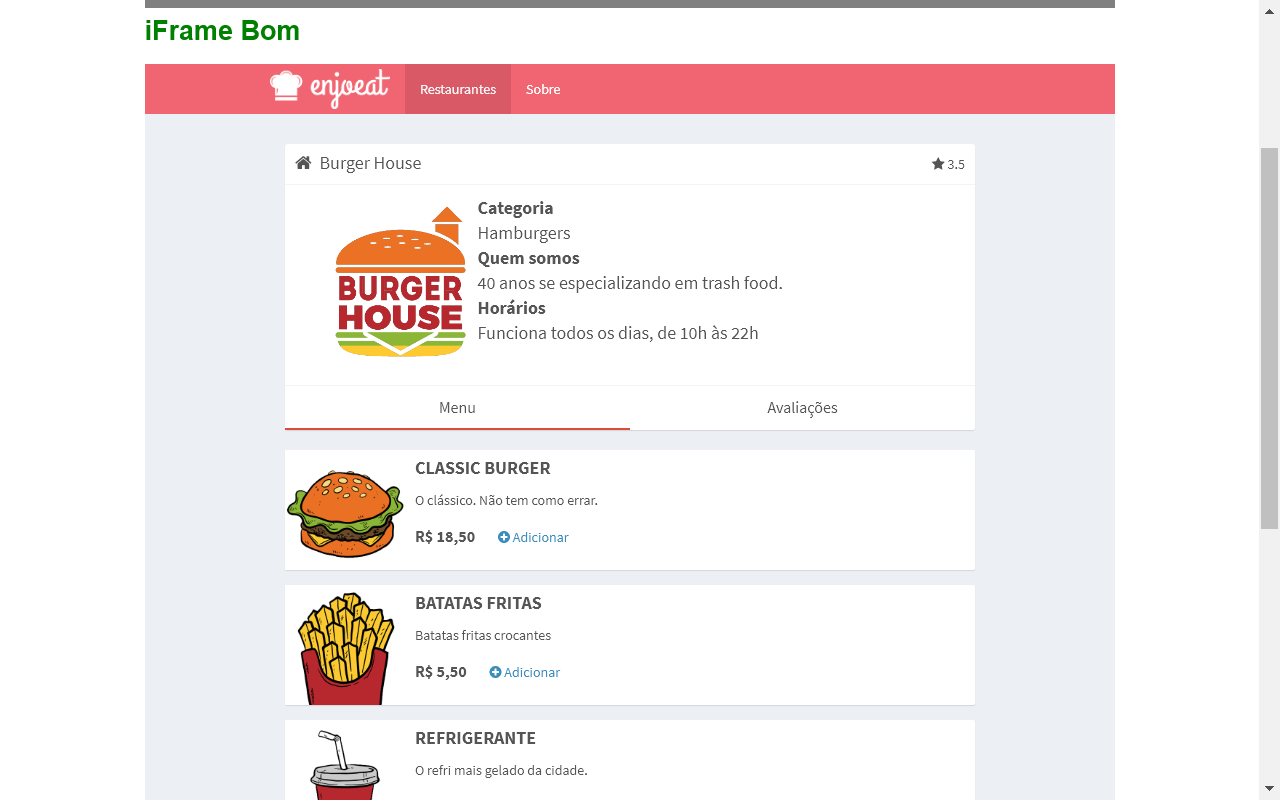 iFrame Bom
enjoeat
Restaurantes
Sobre
Burger House
3.5
BURGER
HOUSE
Categoria
Hamburgers
Quem somos
40 anos se especializando em trash food.
Horários
Funciona todos os dias, de 10h às 22h
Menu
Avaliações
CLASSIC BURGER
O clássico. Não tem como errar.
R$ 18,50
Adicionar
BATATAS FRITAS
Batatas fritas crocantes
R$ 5,50
Adicionar
REFRIGERANTE
O refri mais gelado da cidade.